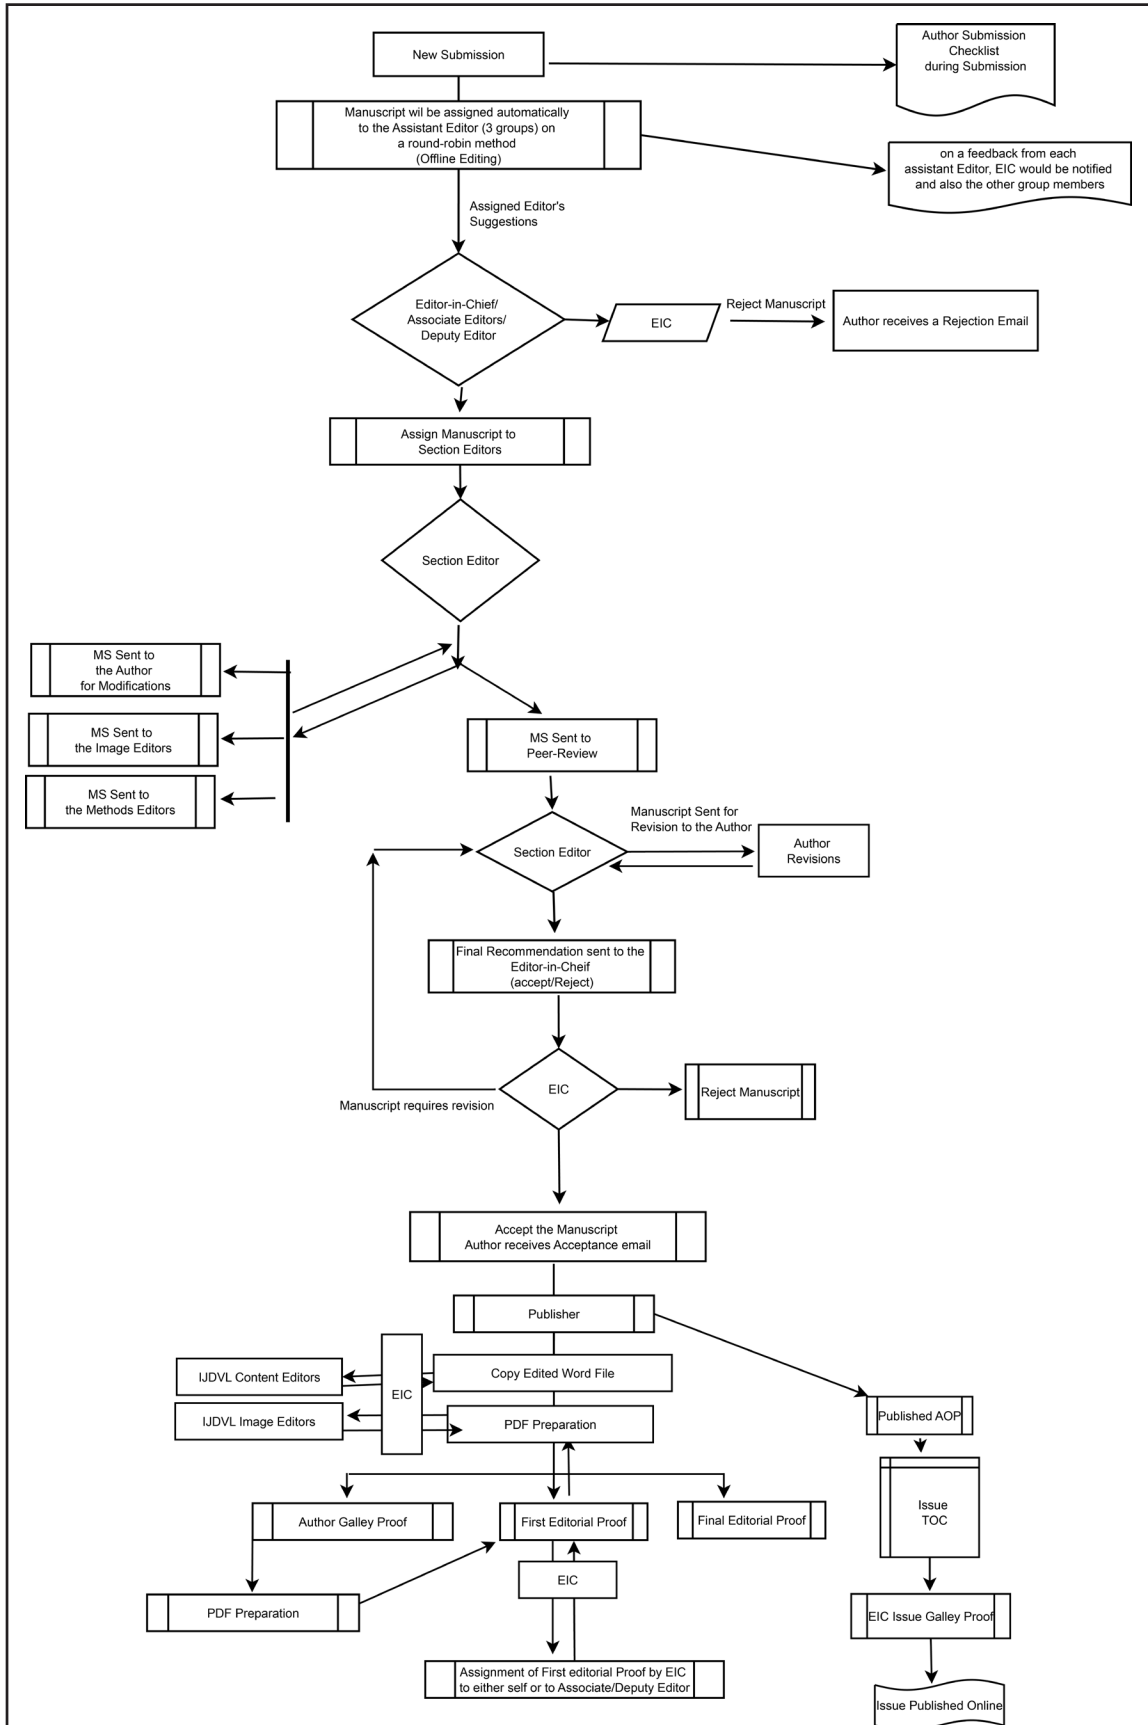 New Submission
Author Submission
Checklist
during Submission
Manuscript wil be assigned automatically
to the Assistant Editor (3 groups) on
a round-robin method
(Offline Editing)
on a feedback from each
assistant Editor, EIC would be notified
and also the other group members
Assigned Editor's
Suggestions
Editor-in-Chief/
Associate Editors/
Deputy Editor
EIC
Reject Manuscript
Author receives a Rejection Email
Assign Manuscript to
Section Editors
Section Editor
MS Sent to
the Author
for Modifications
MS Sent to
the Image Editors
MS Sent to
the Methods Editors
MS Sent to
Peer-Review
Section Editor
Manuscript Sent for
Revision to the Author
Author
Revisions
Final Recommendation sent to the
Editor-in-Cheif
(accept/Reject)
EIC
Reject Manuscript
Manuscript requires revision
Accept the Manuscript
Author receives Acceptance email
Publisher
IJDVL Content Editors
EIC
Copy Edited Word File
IJDVL Image Editors
PDF Preparation
Published AOP
Issue
TOC
Author Galley Proof
First Editorial Proof
Final Editorial Proof
EIC
PDF Preparation
EIC Issue Galley Proof
Assignment of First editorial Proof by EIC
to either self or to Associate/Deputy Editor
Issue Published Online